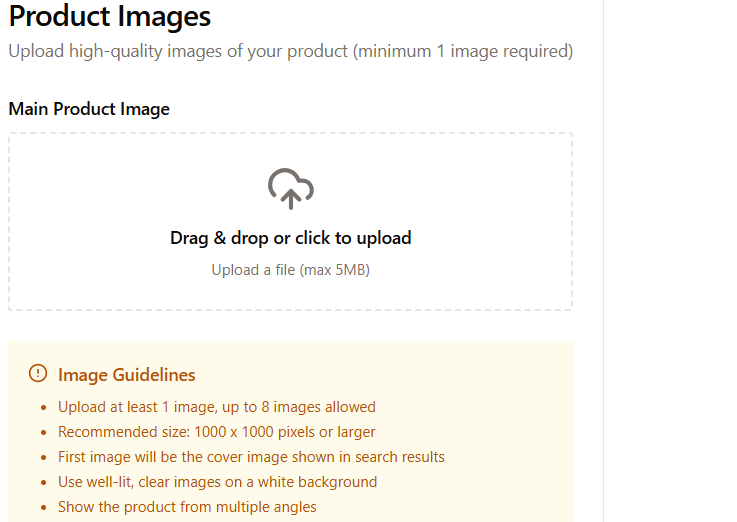 Product Images
Upload high-quality images of your product (minimum 1 image required)
Main Product Image
Drag & drop or click to upload
Upload a file (max 5MB)
Image Guidelines
Upload at least 1 image, up to 8 images allowed
Recommended size: 1000 x 1000 pixels or larger
First image will be the cover image shown in search results
Use well-lit, clear images on a white background
Show the product from multiple angles